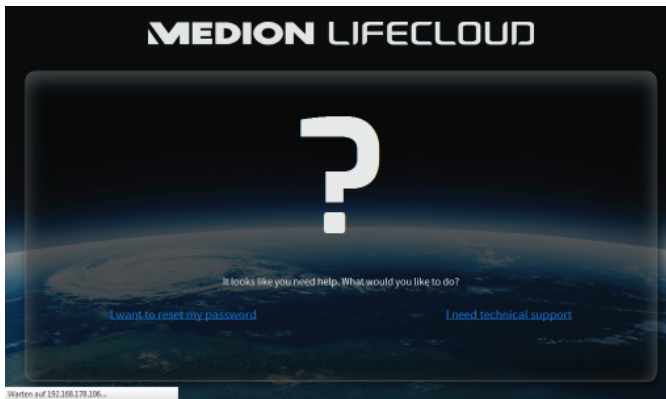 MEDION LIFECLOUD
?
It looks like you need help. What would you like to do?
I want to reset my password I need technical support
Warten auf 192.168.178.106...